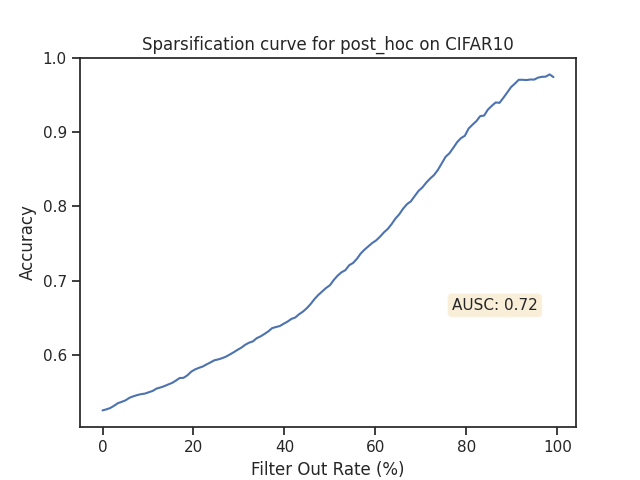 Sparsification curve for post_hoc on CIFAR10
1.0
0.9
0.8
0.7
0.6
Accuracy
AUSC: 0.72
0 20 40 60 80 100
Filter Out Rate (%)